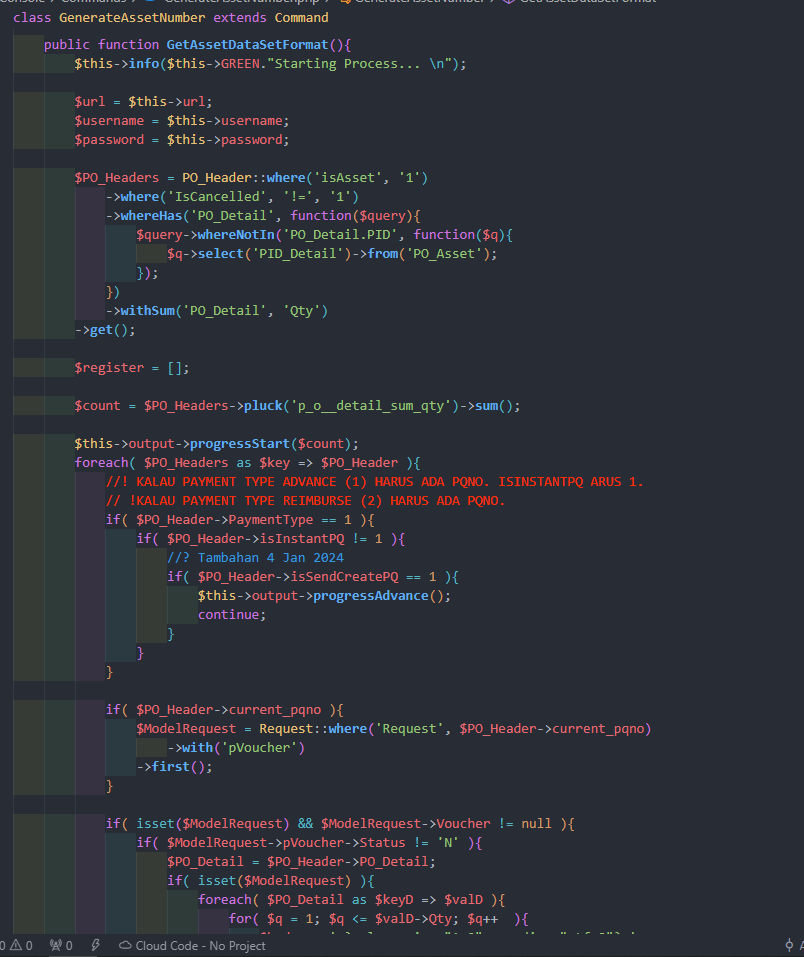 Console > Commands > GenerateAssetNumber.php > GenerateAssetNumber > GetAssetDataSetFormat
class GenerateAssetNumber extends Command
public function GetAssetDataSetFormat(){
$this->info($this->GREEN."Starting Process... \n");
$url = $this->url;
$username = $this->username;
$password = $this->password;
$PO_Headers = PO_Header::where('isAsset', '1')
->where('IsCancelled', '!=', '1')
->whereHas('PO_Detail', function($query){
$query->whereNotIn('PO_Detail.PID', function($q){
$q->select('PID_Detail')->from('PO_Asset');
});
})
->withSum('PO_Detail', 'Qty')
->get();
$register = [];
$count = $PO_Headers->pluck('p_o__detail_sum_qty')->sum();
$this->output->progressStart($count);
foreach( $PO_Headers as $key => $PO_Header ){
//! KALAU PAYMENT TYPE ADVANCE (1) HARUS ADA PQNO. ISINSTANTPQ ARUS 1.
// !KALAU PAYMENT TYPE REIMBURSE (2) HARUS ADA PQNO.
if( $PO_Header->PaymentType == 1 ){
if( $PO_Header->isInstantPQ != 1 ){
//? Tambahan 4 Jan 2024
if( $PO_Header->isSendCreatePQ == 1 ){
$this->output->progressAdvance();
continue;
}
}
}
if( $PO_Header->current_pqno ){
$ModelRequest = Request::where('Request', $PO_Header->current_pqno)
->with('pVoucher')
->first();
}
if( isset($ModelRequest) && $ModelRequest->Voucher != null ){
if( $ModelRequest->pVoucher->Status != 'N' ){
$PO_Detail = $PO_Header->PO_Detail;
if( isset($ModelRequest) ){
foreach( $PO_Detail as $keyD => $valD ){
for( $q = 1; $q <= $valD->Qty; $q++ ){
0 0 0 Cloud Code - No Project